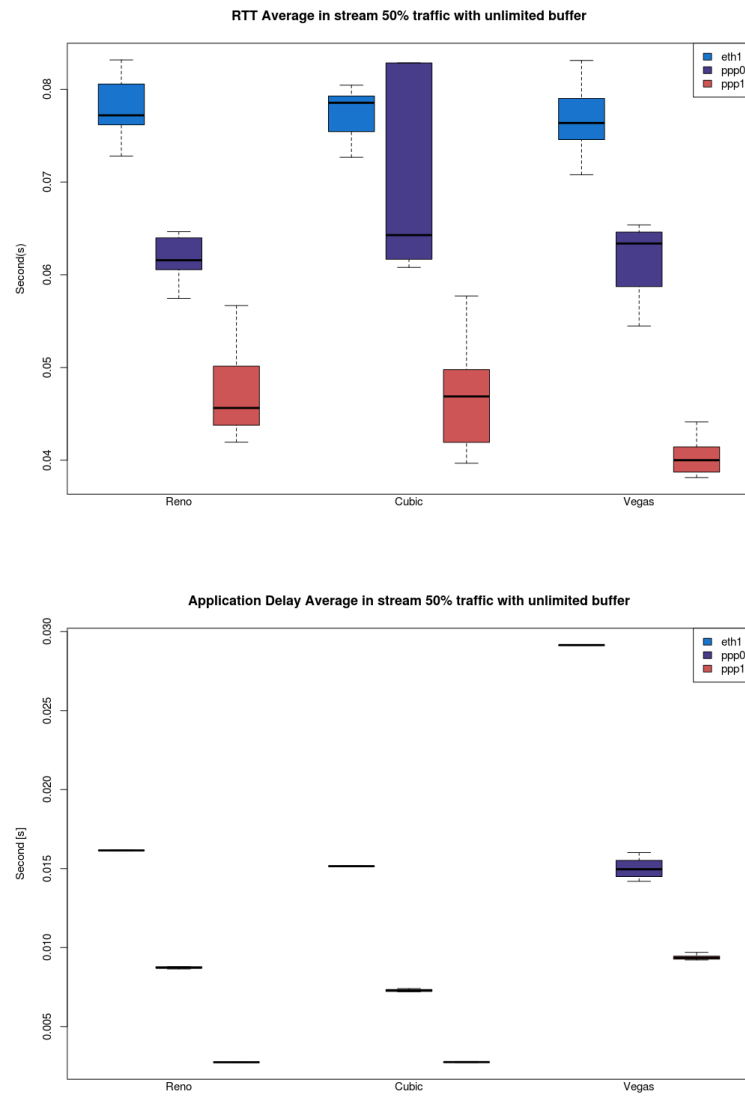 RTT Average in stream 50% traffic with unlimited buffer
eth1
ppp0
ppp1
0.08
0.07
0.06
0.05
0.04
Second(s)
Reno Cubic Vegas
Application Delay Average in stream 50% traffic with unlimited buffer
eth1
ppp0
ppp1
0.030
0.025
0.020
0.015
0.010
0.005
Second [s]
Reno Cubic Vegas